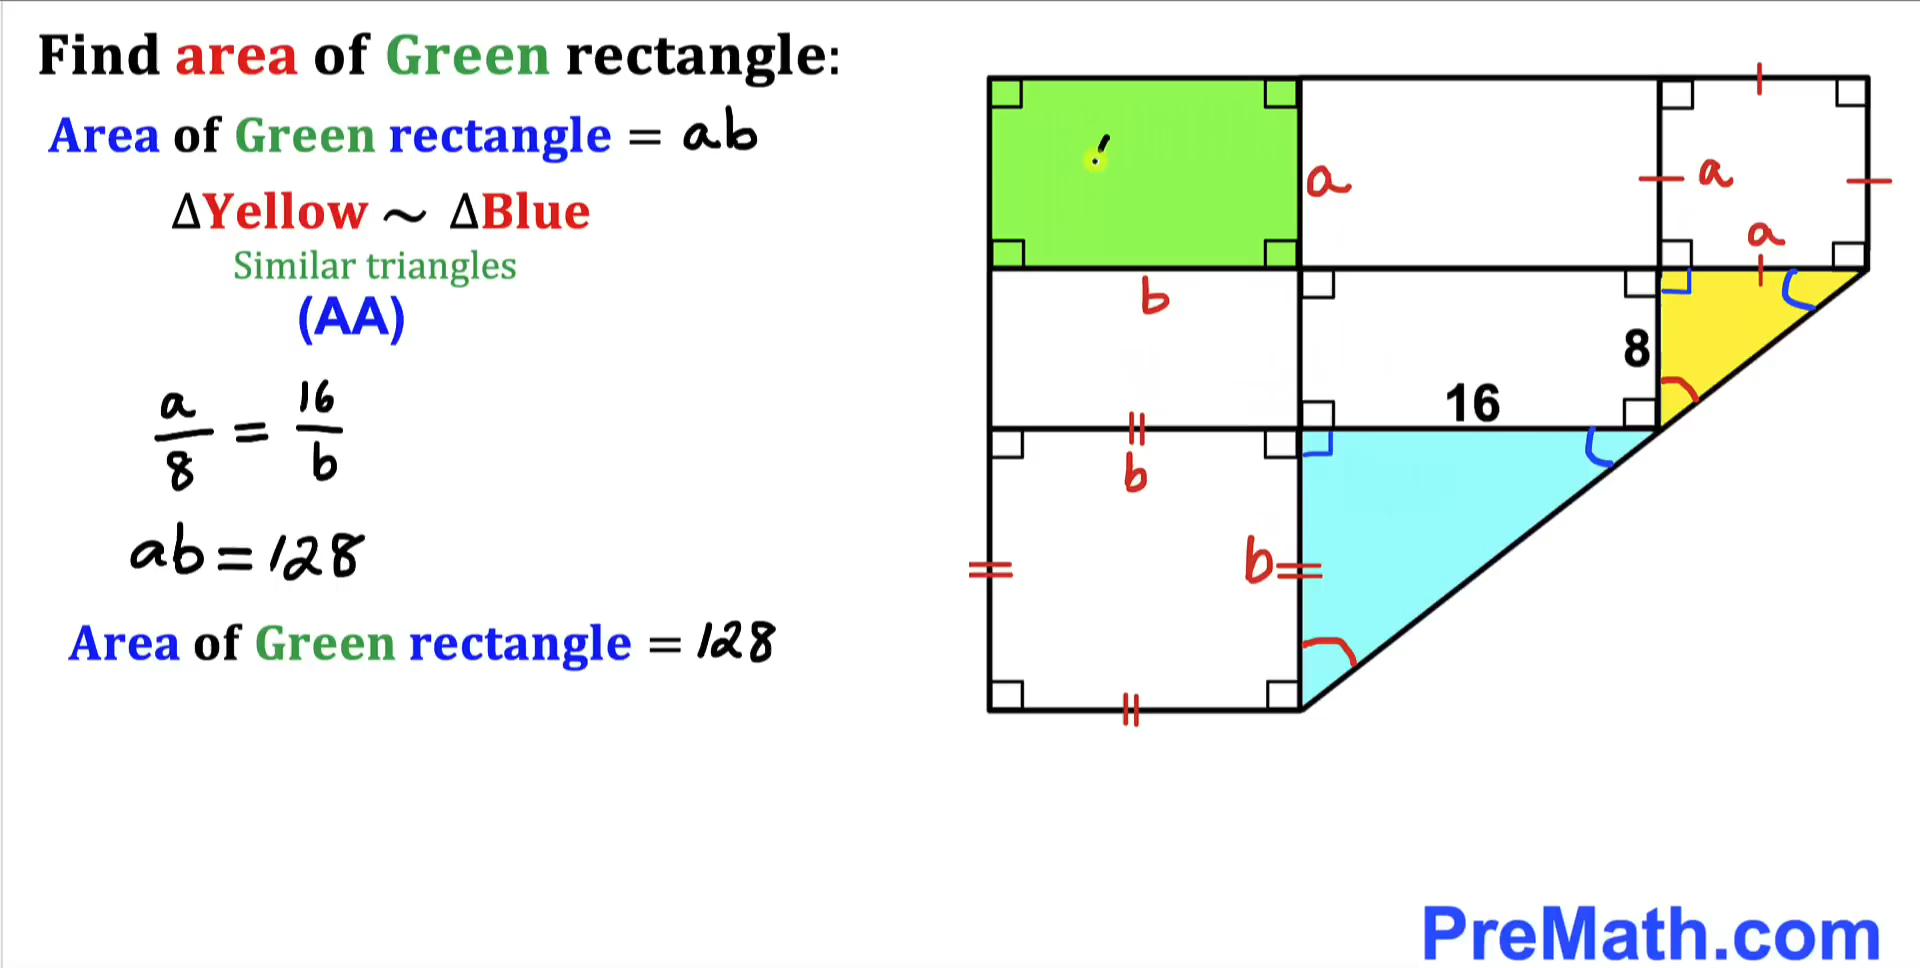 Find area of Green rectangle:
Area of Green rectangle = ab
ΔYellow ~ ΔBlue
Similar triangles
(AA)
a/8 = 16/b
ab = 128
Area of Green rectangle = 128
a
a
a
b
8
16
b
b
PreMath.com